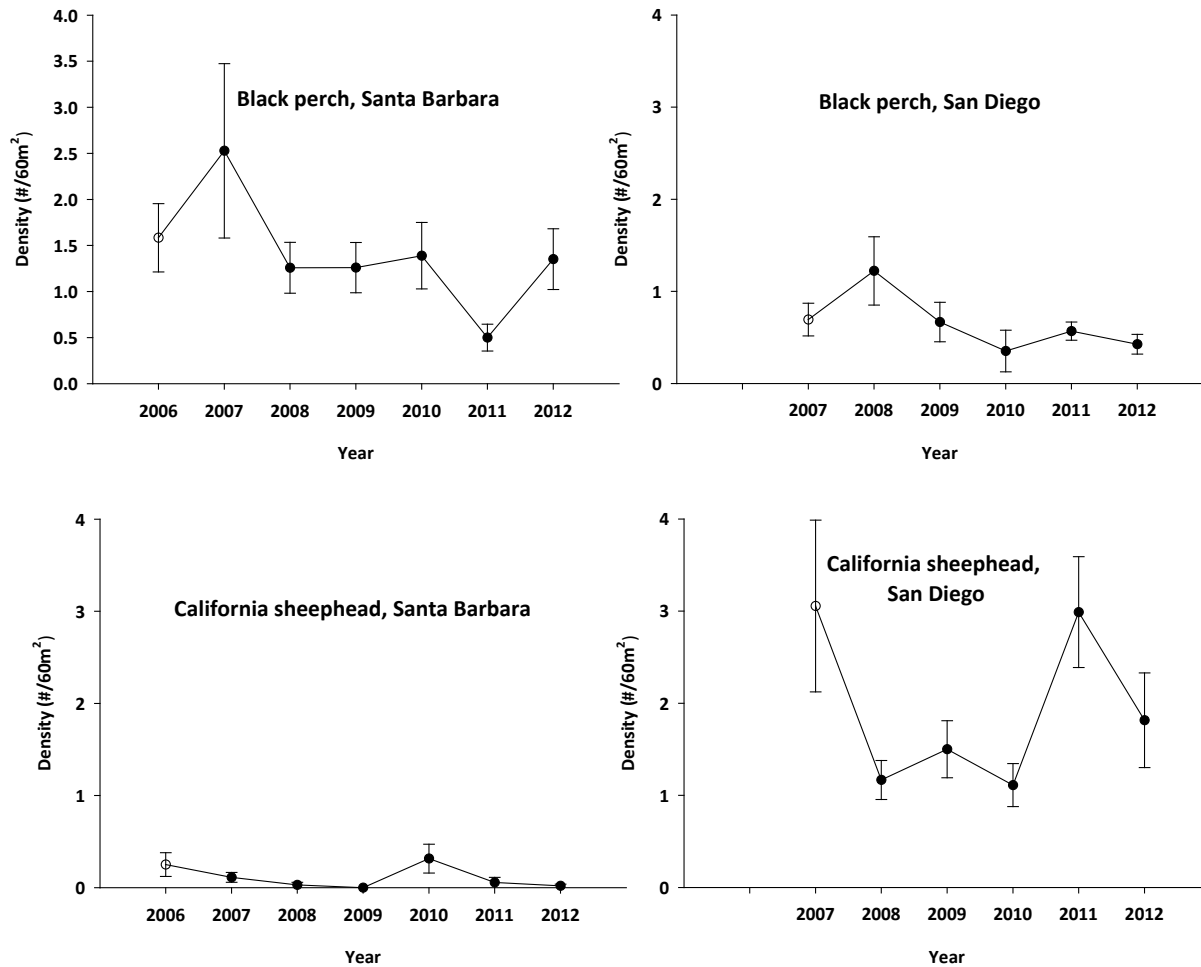 4.0
3.5
3.0
2.5
2.0
1.5
1.0
0.5
0.0
Density (#/60m²)
Black perch, Santa Barbara
2006 2007 2008 2009 2010 2011 2012
Year
4
3
2
1
0
Density (#/60m²)
Black perch, San Diego
2007 2008 2009 2010 2011 2012
Year
4
3
2
1
0
Density (#/60m²)
California sheephead, Santa Barbara
2006 2007 2008 2009 2010 2011 2012
Year
4
3
2
1
0
Density (#/60m²)
California sheephead,
San Diego
2007 2008 2009 2010 2011 2012
Year